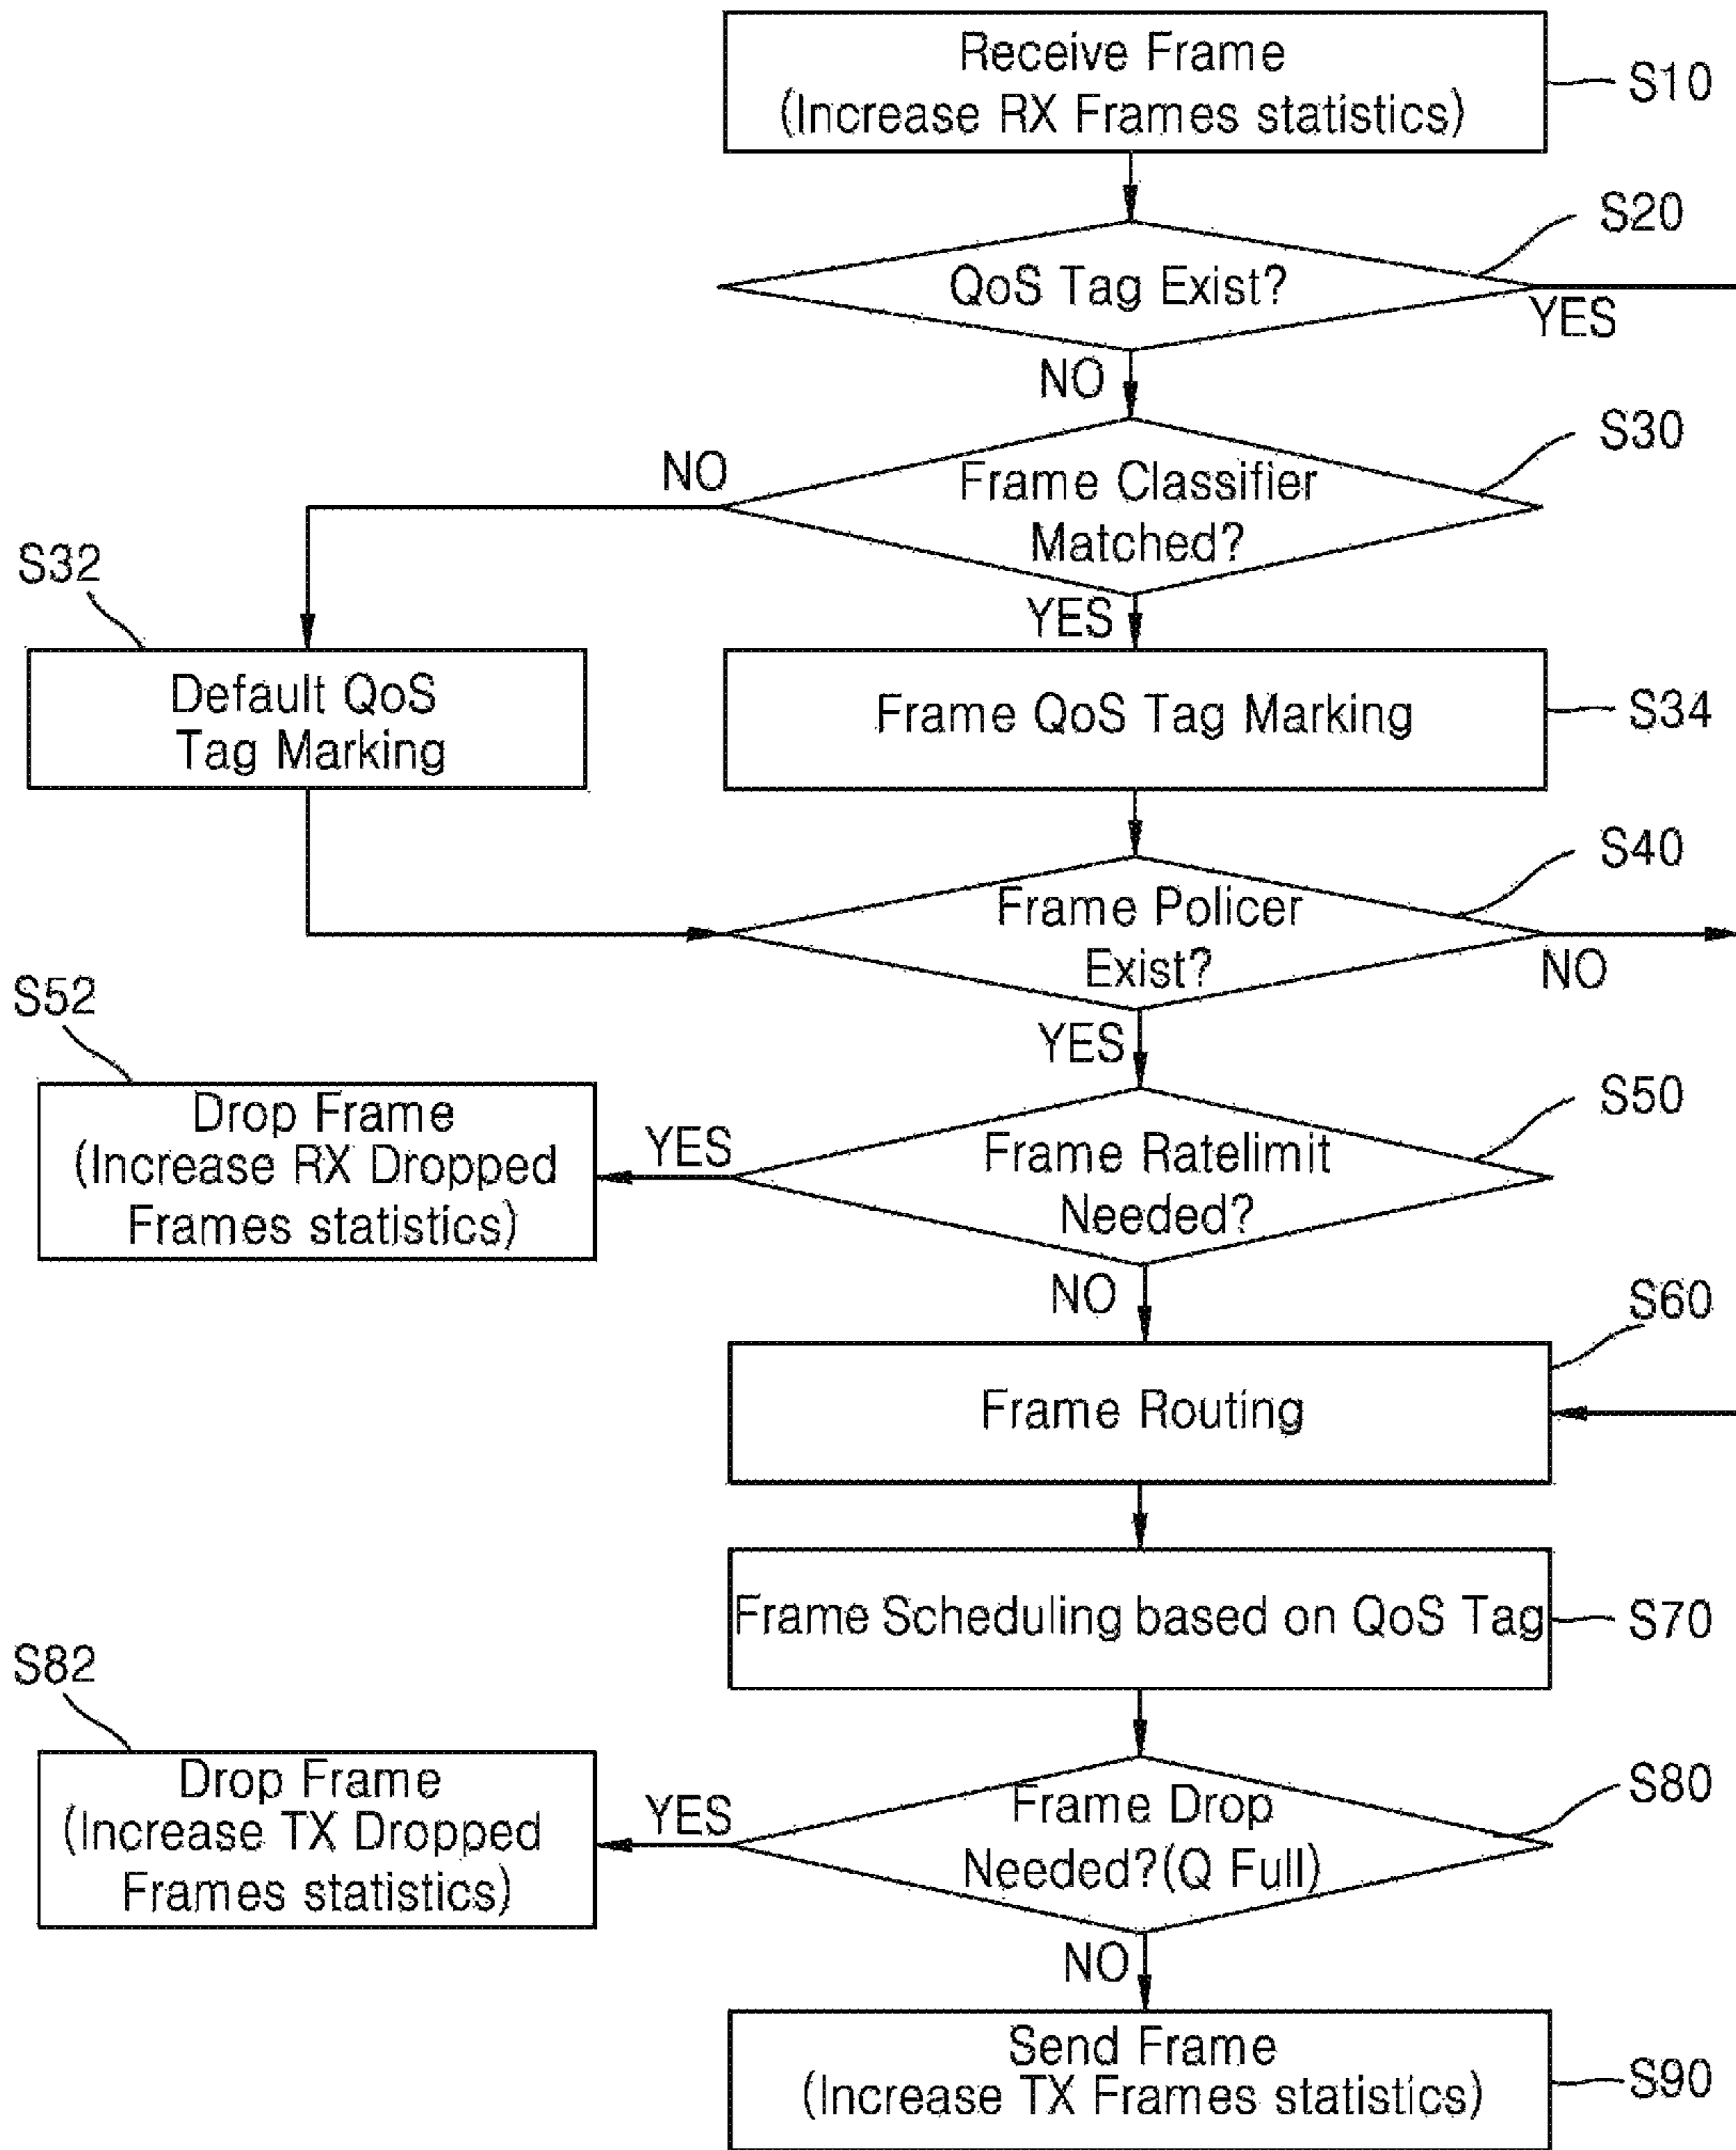 Receive Frame
(Increase RX Frames statistics)
S10
S20
QoS Tag Exist?
YES
NO
S30
NO
Frame Classifier
Matched?
S32
YES
Default QoS
Tag Marking
Frame QoS Tag Marking
S34
S40
Frame Policer
Exist?
NO
S52
YES
S50
Drop Frame
(Increase RX Dropped
Frames statistics)
YES
Frame Ratelimit
Needed?
NO
S60
Frame Routing
Frame Scheduling based on QoS Tag
S70
S82
Drop Frame
(Increase TX Dropped
Frames statistics)
YES
Frame Drop
Needed?(Q Full)
S80
NO
Send Frame
(Increase TX Frames statistics)
S90